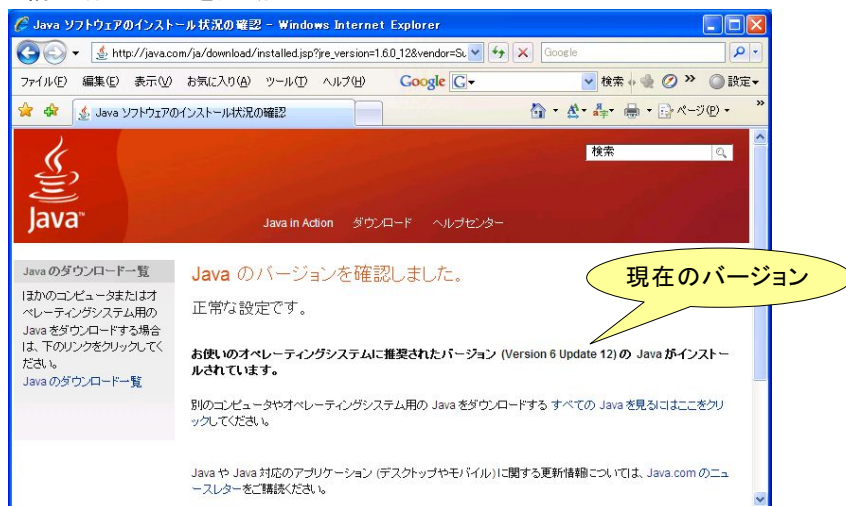 Java ソフトウェアのインストール状況の確認 - Windows Internet Explorer
http://java.com/ja/download/installed.jsp?jre_version=1.6.0_12&vendor=Su
Google
ファイル(F) 編集(E) 表示(V) お気に入り(A) ツール(T) ヘルプ(H) Google G 検索 » 設定
Java ソフトウェアのインストール状況の確認 ページ(P) »
検索
Java™
Java in Action ダウンロード ヘルプセンター
Java のダウンロード一覧
ほかのコンピュータまたはオ
ペレーティングシステム用の
Java をダウンロードする場合
は、下のリンクをクリックしてく
ださい。
Java のダウンロード一覧
Java のバージョンを確認しました。
現在のバージョン
正常な設定です。
お使いのオペレーティングシステムに推奨されたバージョン (Version 6 Update 12) の Java がインストー
ルされています。
別のコンピュータやオペレーティングシステム用の Java をダウンロードする すべての Java を見るにはここをクリ
ックしてください。
Java や Java 対応のアプリケーション (デスクトップやモバイル)に関する更新情報については、Java.com のニュ
ースレターをご購読ください。